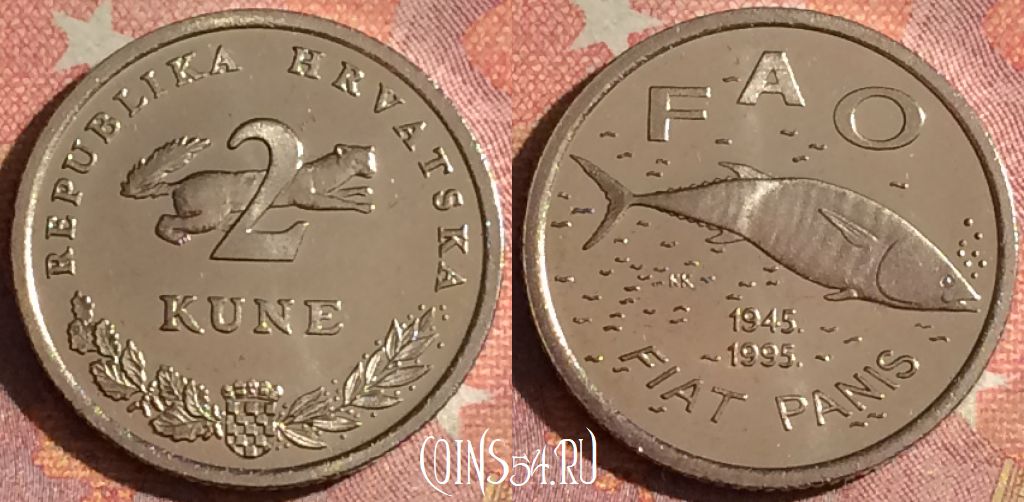 REPUBLIKA HRVATSKA
2
KUNE
FAO
KK
1945.
1995.
FIAT PANIS
COINS54.RU